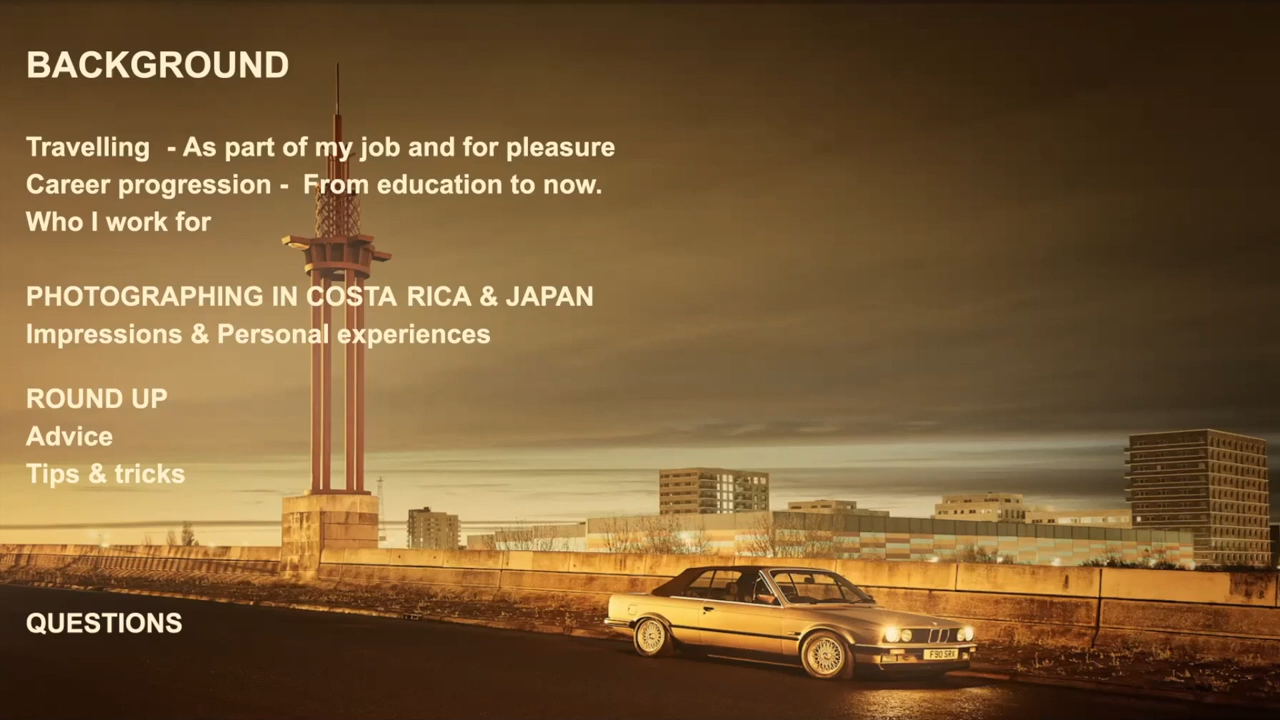 BACKGROUND
Travelling - As part of my job and for pleasure
Career progression - From education to now.
Who I work for
PHOTOGRAPHING IN COSTA RICA & JAPAN
Impressions & Personal experiences
ROUND UP
Advice
Tips & tricks
QUESTIONS
F90 SRX